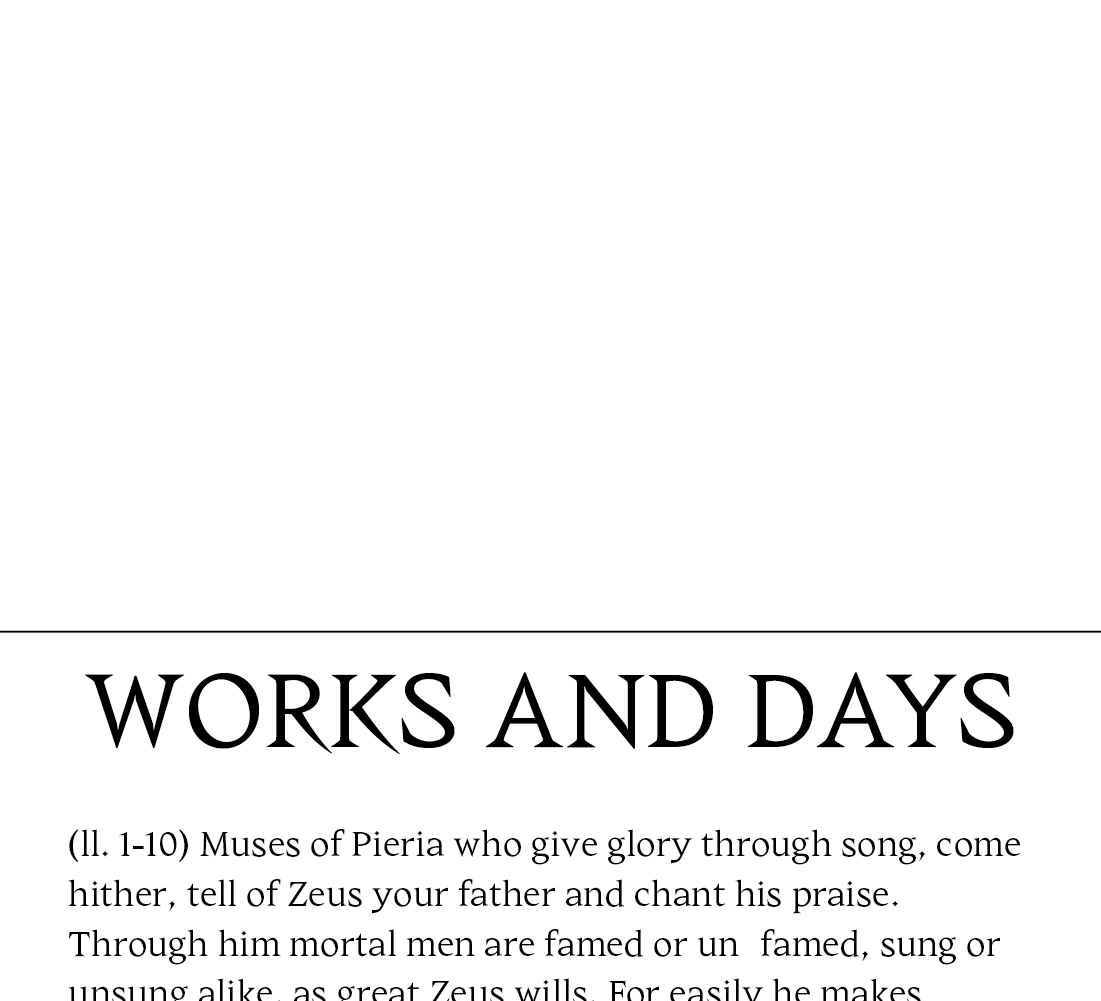 WORKS AND DAYS
(ll. 1-10) Muses of Pieria who give glory through song, come
hither, tell of Zeus your father and chant his praise.
Through him mortal men are famed or un famed, sung or
unsung alike, as great Zeus wills. For easily he makes